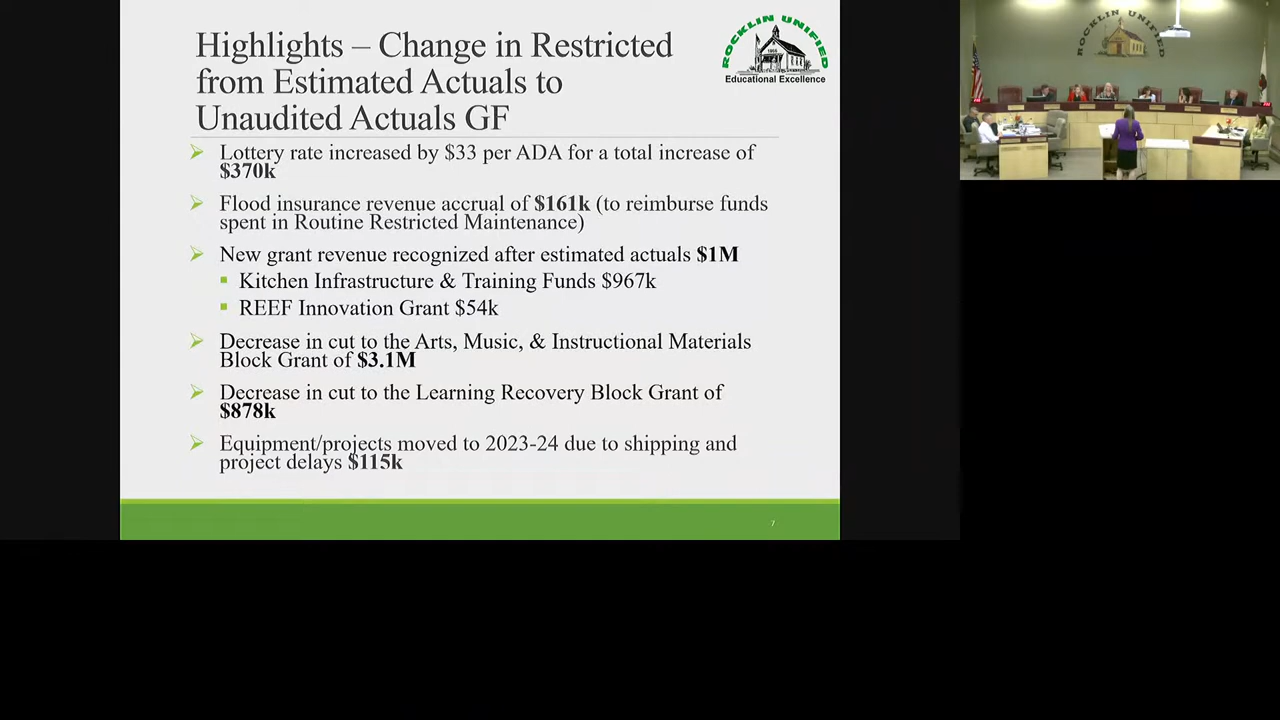 Highlights – Change in Restricted
from Estimated Actuals to
Unaudited Actuals GF
ROCKLIN UNIFIED
Educational Excellence
Lottery rate increased by $33 per ADA for a total increase of
$370k
Flood insurance revenue accrual of $161k (to reimburse funds
spent in Routine Restricted Maintenance)
New grant revenue recognized after estimated actuals $1M
Kitchen Infrastructure & Training Funds $967k
REEF Innovation Grant $54k
Decrease in cut to the Arts, Music, & Instructional Materials
Block Grant of $3.1M
Decrease in cut to the Learning Recovery Block Grant of
$878k
Equipment/projects moved to 2023-24 due to shipping and
project delays $115k
7
ROCKLIN UNIFIED